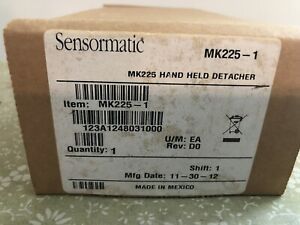 Sensormatic
MK225-1
MK225 HAND HELD DETACHER
Item: MK225-1
123A1248031000
U/M: EA
Rev: D0
Quantity: 1
Shift: 1
Mfg Date: 11-30-12
MADE IN MEXICO